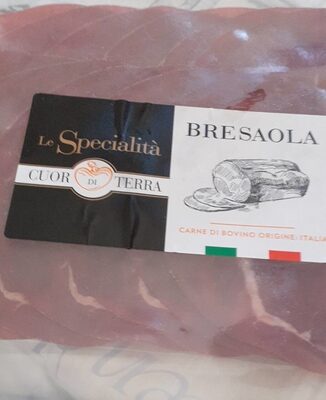 Le Specialità
CUOR DI TERRA
BRESAOLA
CARNE DI BOVINO ORIGINE: ITALIA